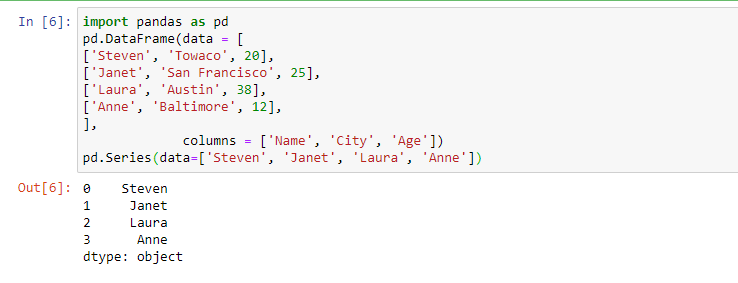 In [6]: import pandas as pd
pd.DataFrame(data = [
['Steven', 'Towaco', 20],
['Janet', 'San Francisco', 25],
['Laura', 'Austin', 38],
['Anne', 'Baltimore', 12],
],
columns = ['Name', 'City', 'Age'])
pd.Series(data=['Steven', 'Janet', 'Laura', 'Anne'])
Out[6]: 0 Steven
1 Janet
2 Laura
3 Anne
dtype: object